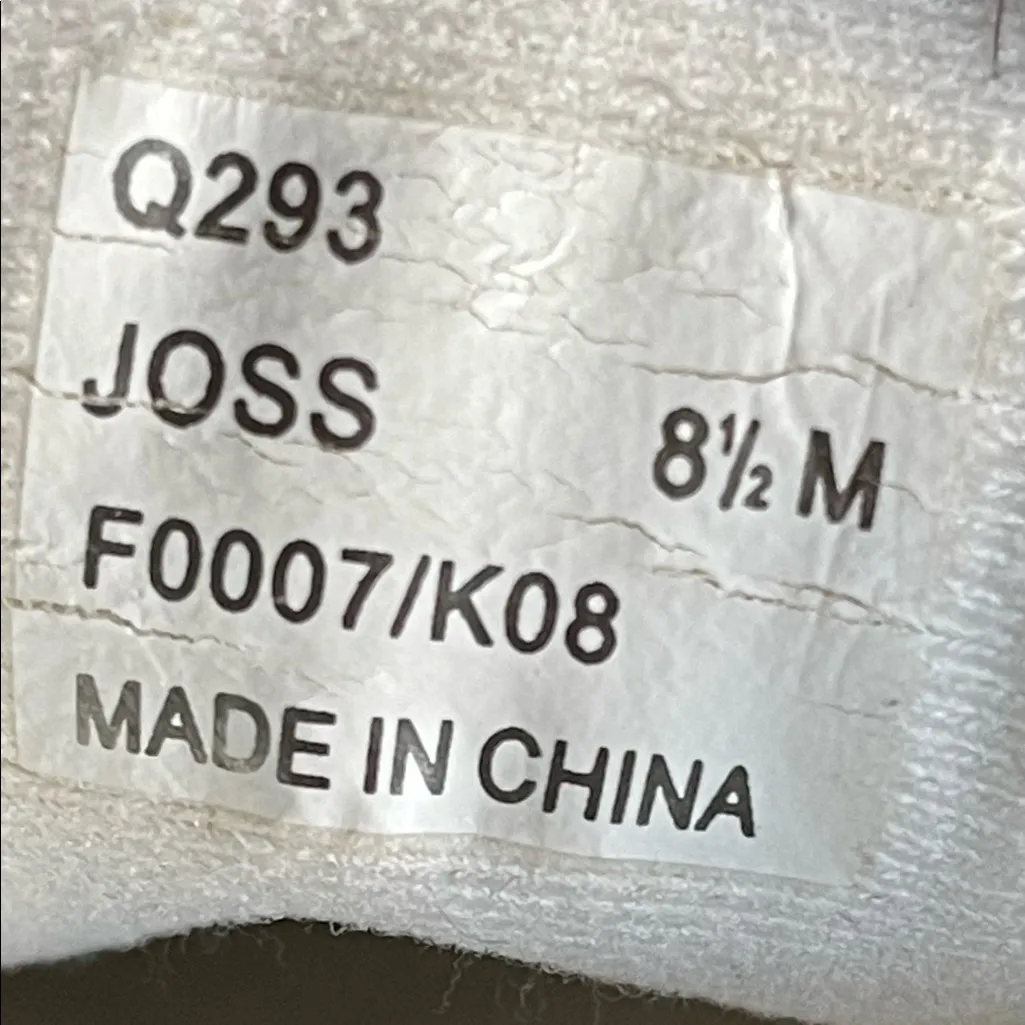 Q293
JOSS 8½ M
F0007/K08
MADE IN CHINA